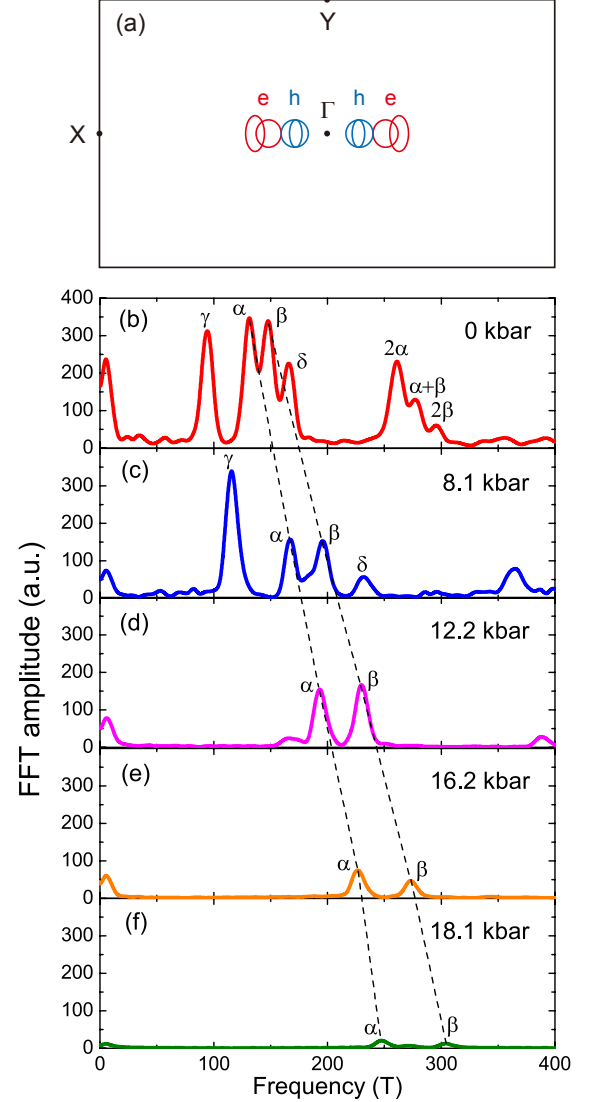 (a)
Y
e h Γ h e
X
(b)
0 kbar
γ α β δ 2α α+β 2β
400
300
200
100
0
(c)
8.1 kbar
γ α β δ
300
200
100
0
(d)
12.2 kbar
α β
300
200
100
0
(e)
16.2 kbar
α β
300
200
100
0
(f)
18.1 kbar
α β
300
200
100
0
0 100 200 300 400
Frequency (T)
FFT amplitude (a.u.)